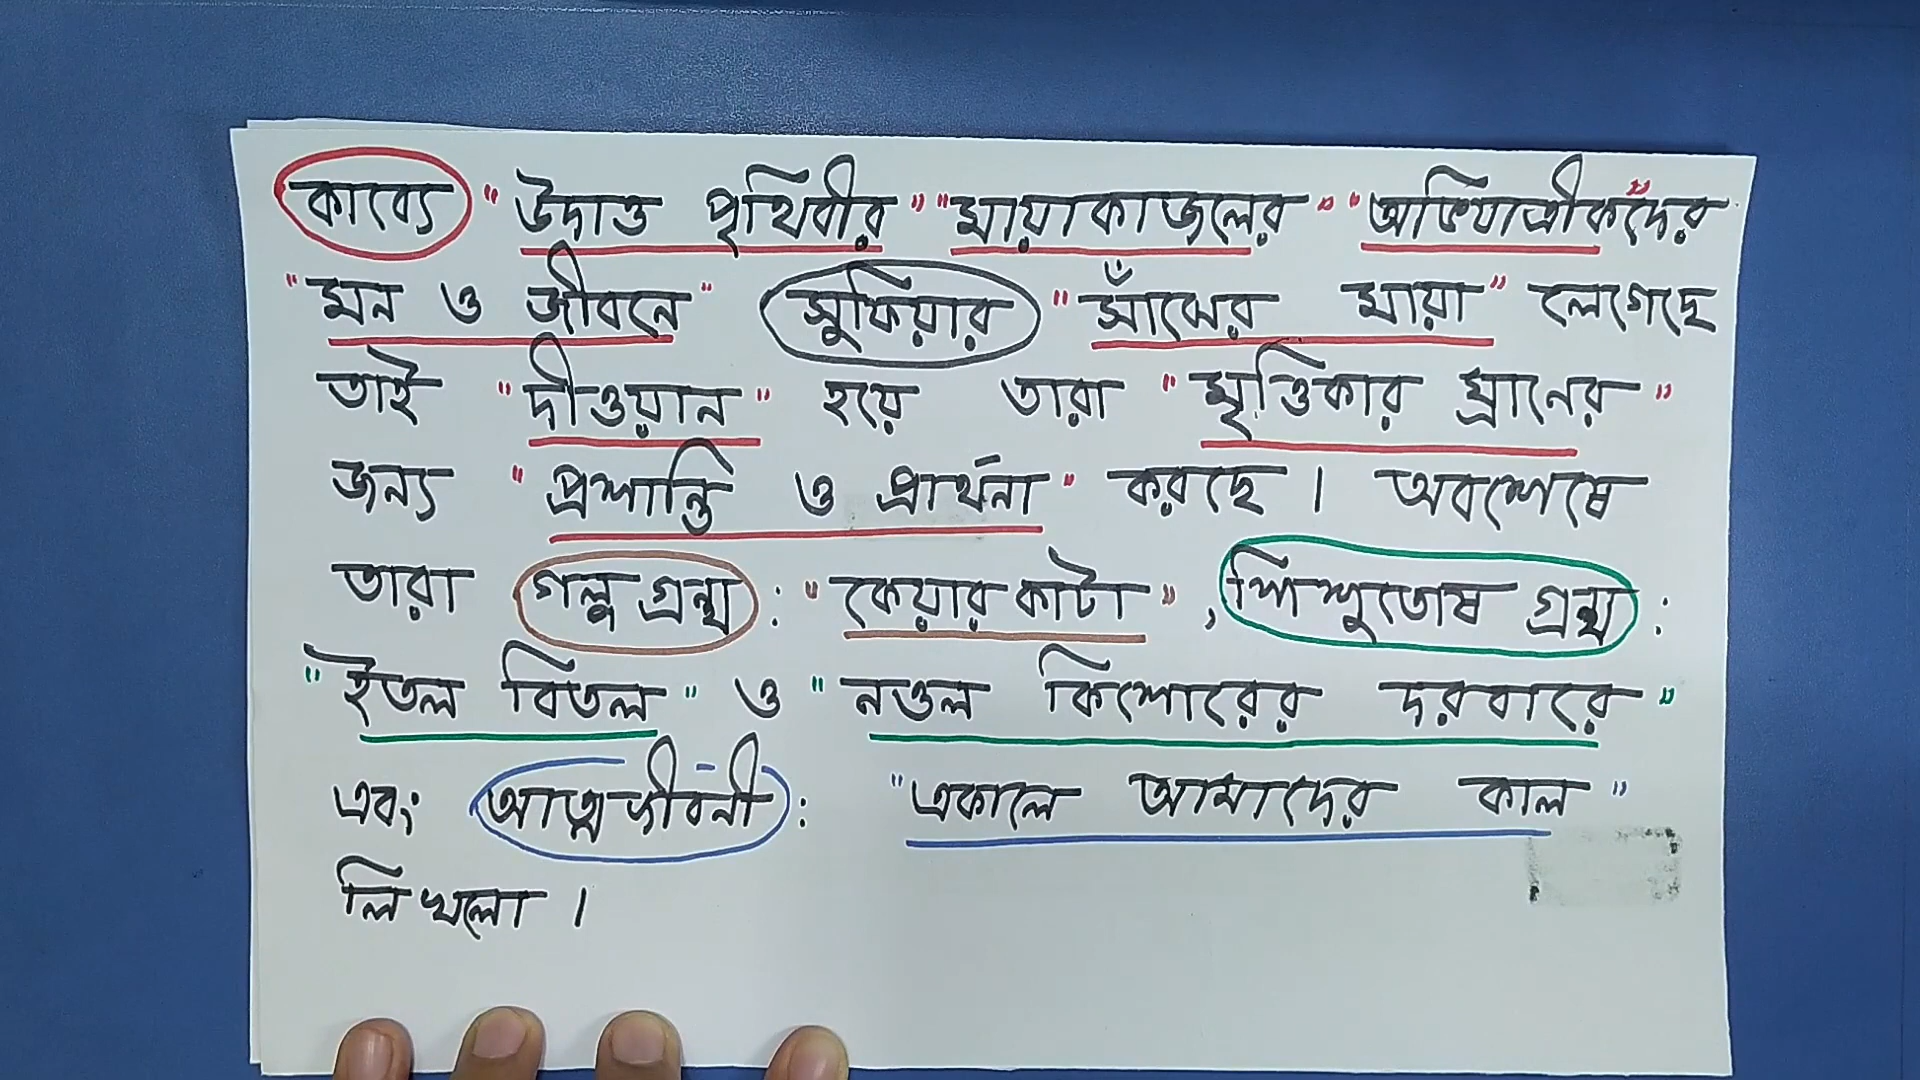 কাব্যে "উদাত্ত পৃথিবীর" "মায়াকাজলের" "অভিযাত্রীক"দের
"মন ও জীবনে" সুফিয়ার "সাঁঝের মায়া" লেগেছে
তাই "দীওয়ান" হয়ে তারা "মৃত্তিকার ঘ্রাণের"
জন্য "প্রশান্তি ও প্রার্থনা" করছে। অবশেষে
তারা গল্পগ্রন্থ : "কেয়ার কাটা", শিশুতোষ গ্রন্থ :
"ইতল বিতল" ও "নওল কিশোরের দরবারে"
এবং আত্মজীবনী : "একালে আমাদের কাল"
লিখলো।